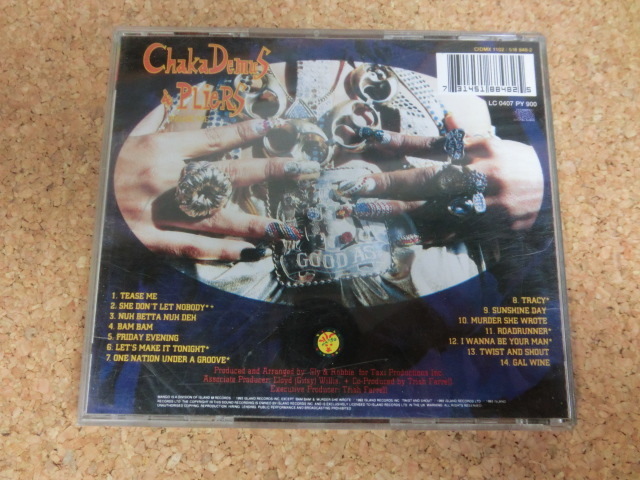 Chaka Demus
& Pliers
CIDMX 1102 / 518 848-2
7 31451 88482 5
LC 0407 PY 900
GOOD AS
1. TEASE ME
2. SHE DON'T LET NOBODY*+
3. NUH BETTA NUH DEH
4. BAM BAM
5. FRIDAY EVENING
6. LET'S MAKE IT TONIGHT*
7. ONE NATION UNDER A GROOVE*
8. TRACY*
9. SUNSHINE DAY
10. MURDER SHE WROTE
11. ROADRUNNER*
12. I WANNA BE YOUR MAN*
13. TWIST AND SHOUT
14. GAL WINE
Produced and Arranged by: Sly & Robbie, for Taxi Productions Inc.
Associate Producer: Lloyd (Gitsy) Willis. + Co-Produced by Trish Farrell
Executive Producer: Trish Farrell